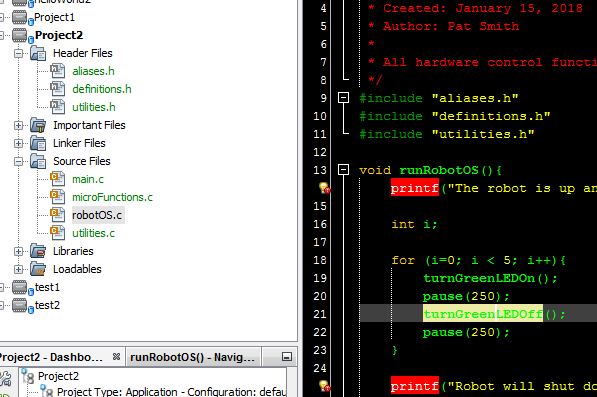 Project1
Project2
Header Files
aliases.h
definitions.h
utilities.h
Important Files
Linker Files
Source Files
main.c
microFunctions.c
robotOS.c
utilities.c
Libraries
Loadables
test1
test2
Project2 - Dashbo...
runRobotOS() - Navig...
Project2
Project Type: Application - Configuration: defau
4 * Created: January 15, 2018
5 * Author: Pat Smith
6 *
7 * All hardware control functi
8 */
9 #include "aliases.h"
10 #include "definitions.h"
11 #include "utilities.h"
12
13 void runRobotOS(){
printf("The robot is up an
15
16 int i;
17
18 for (i=0; i < 5; i++){
19 turnGreenLEDOn();
20 pause(250);
21 turnGreenLEDOff();
22 pause(250);
23 }
24
printf("Robot will shut do